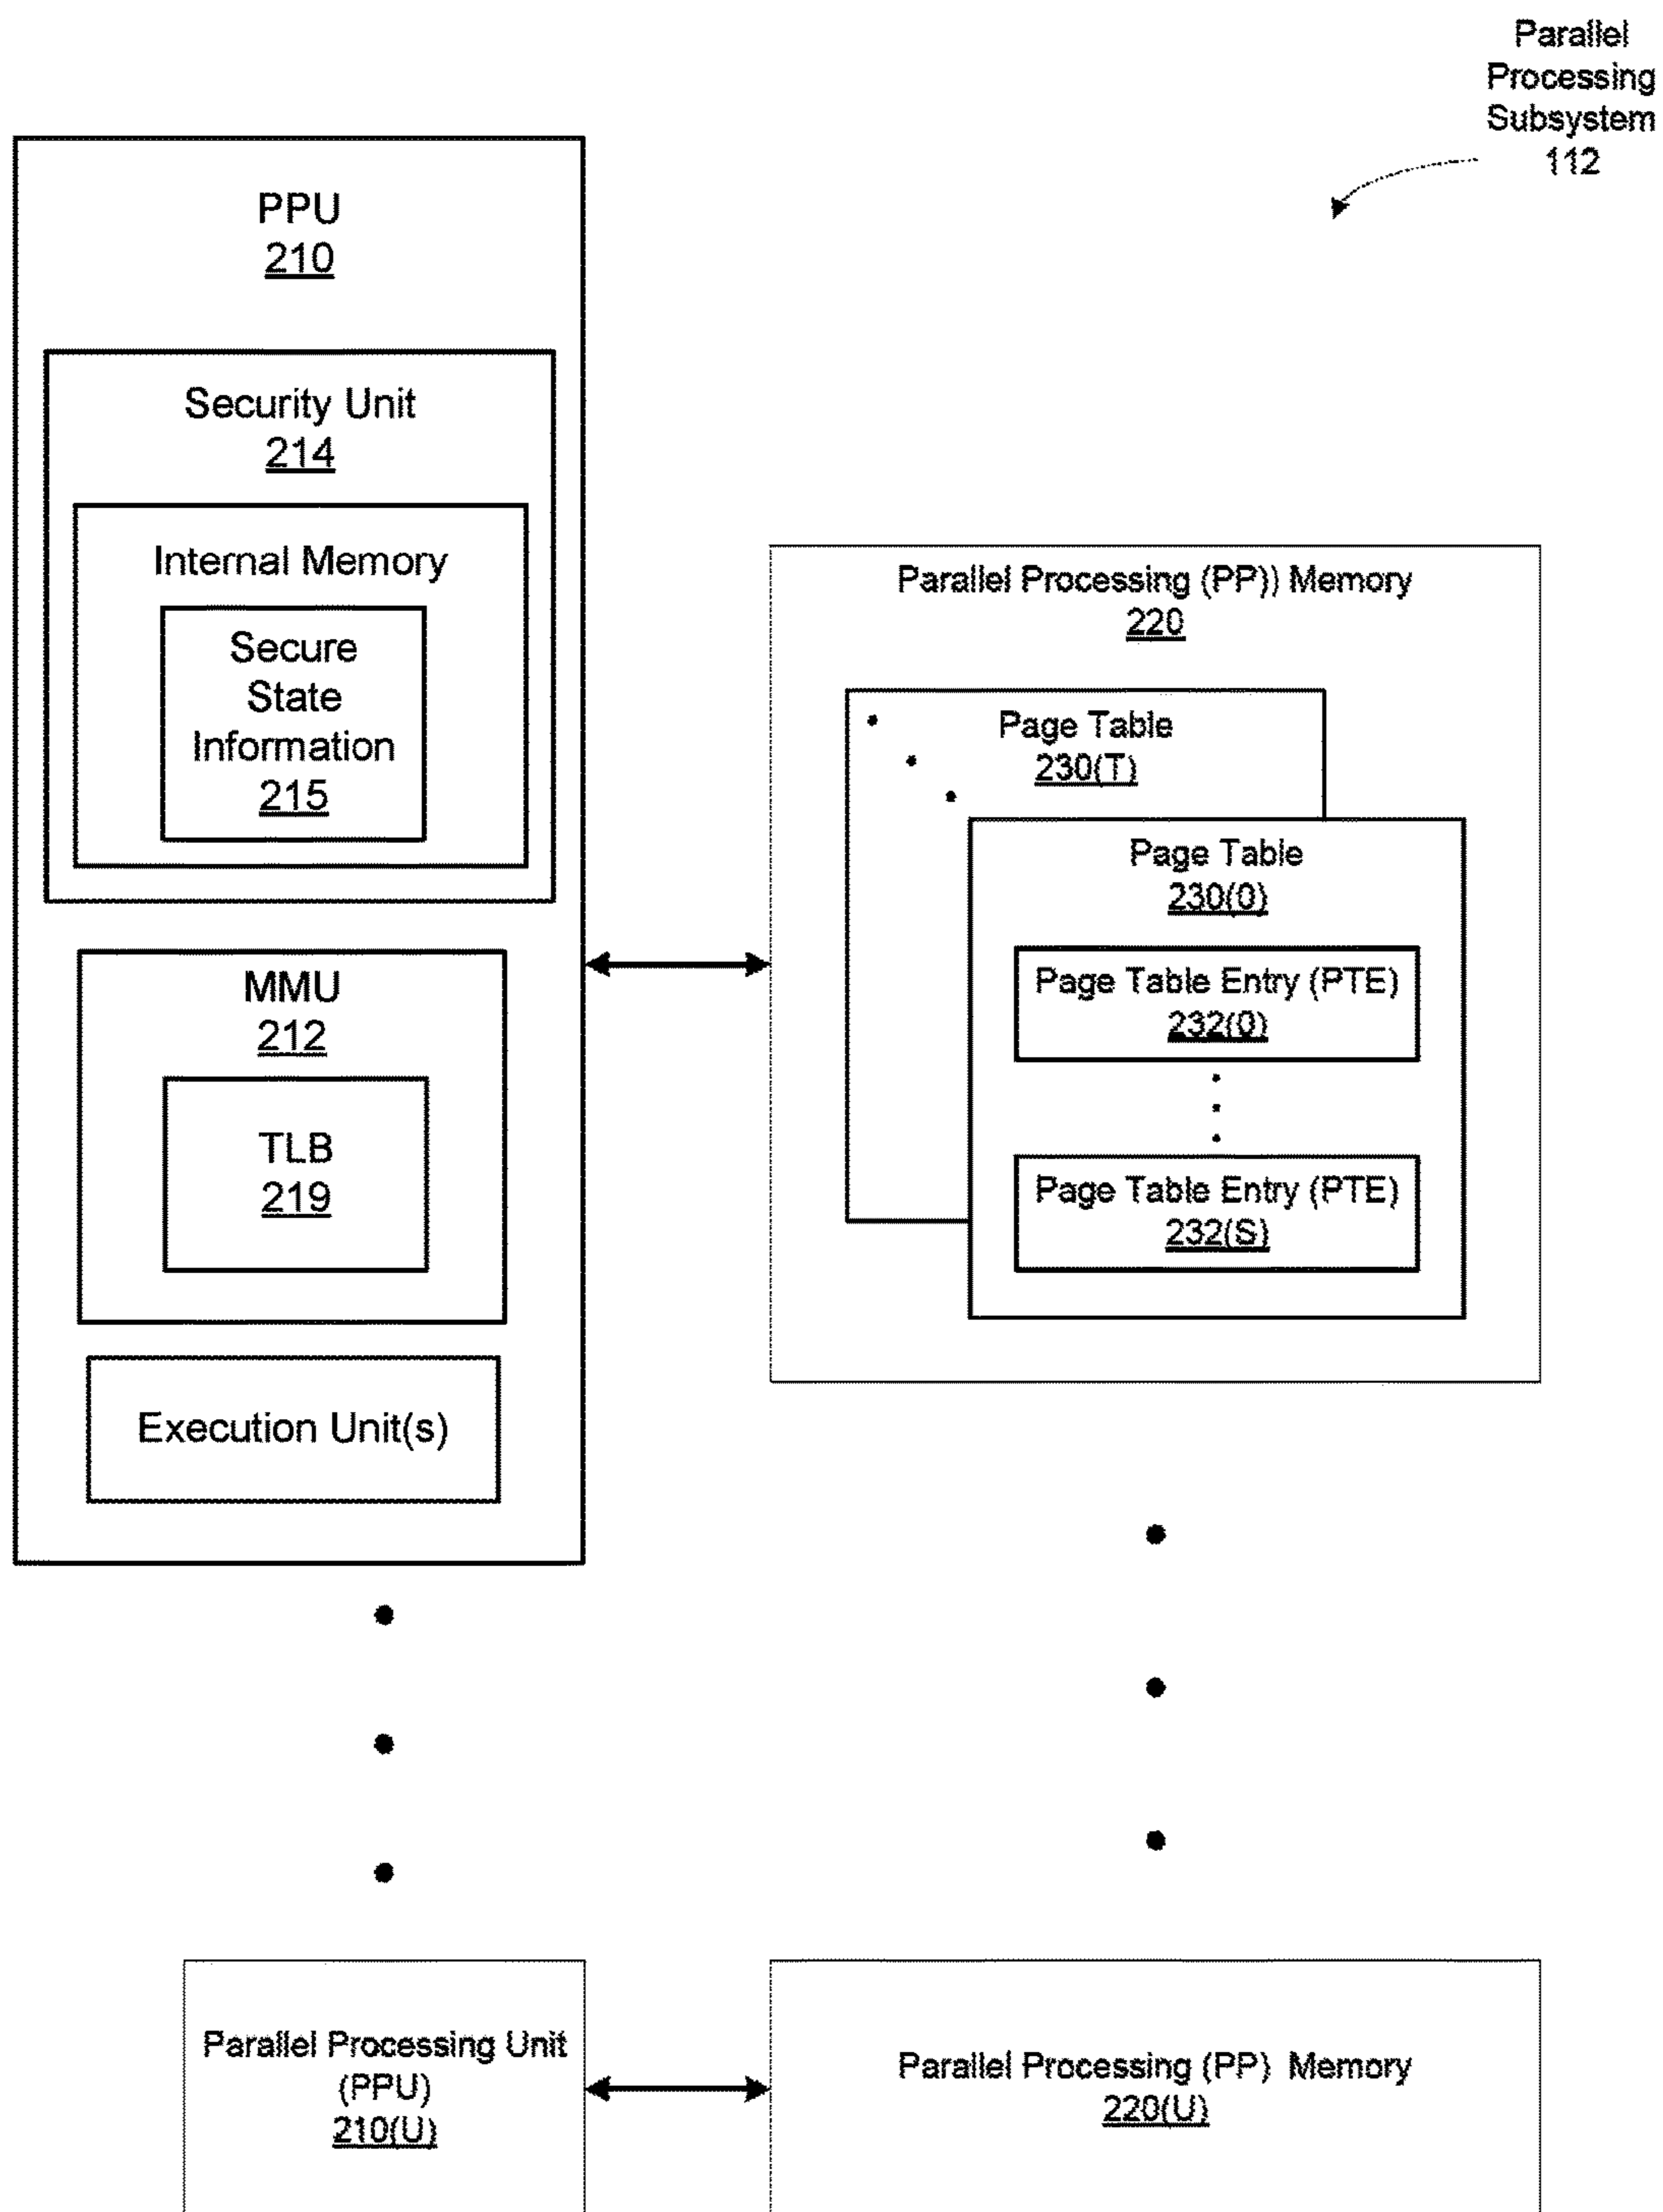 Parallel
Processing
Subsystem
112
PPU
210
Security Unit
214
Internal Memory
Secure
State
Information
215
MMU
212
TLB
219
Execution Unit(s)
Parallel Processing (PP)) Memory
220
Page Table
230(T)
Page Table
230(0)
Page Table Entry (PTE)
232(0)
Page Table Entry (PTE)
232(S)
Parallel Processing Unit
(PPU)
210(U)
Parallel Processing (PP) Memory
220(U)